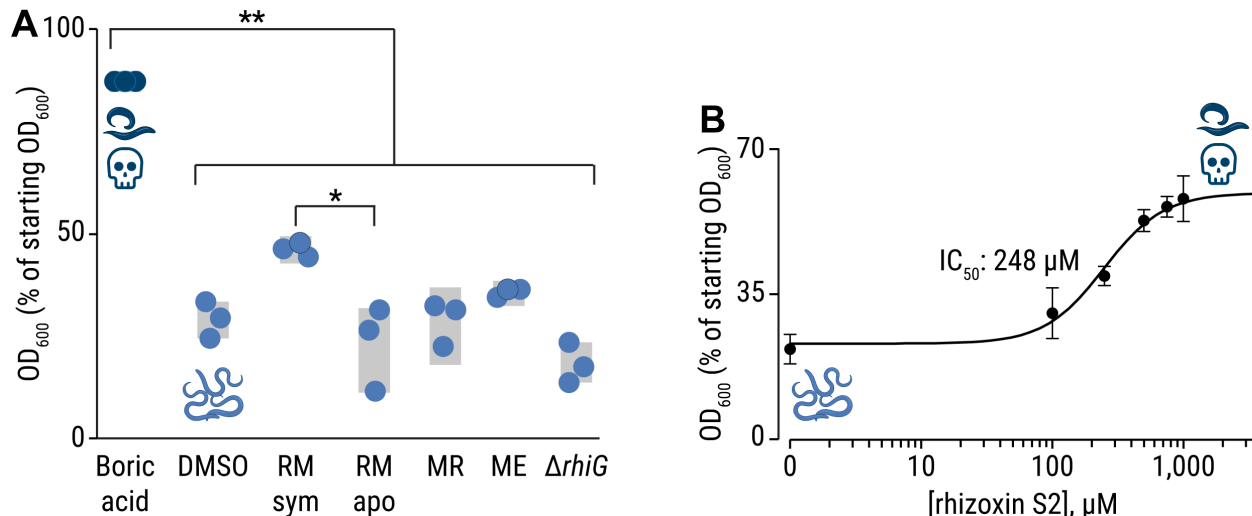 A
OD₆₀₀ (% of starting OD₆₀₀)
100
50
0
**
*
Boric acid
DMSO
RM sym
RM apo
MR
ME
ΔrhiG
B
OD₆₀₀ (% of starting OD₆₀₀)
70
35
0
IC₅₀: 248 µM
0
10
100
1,000
[rhizoxin S2], µM